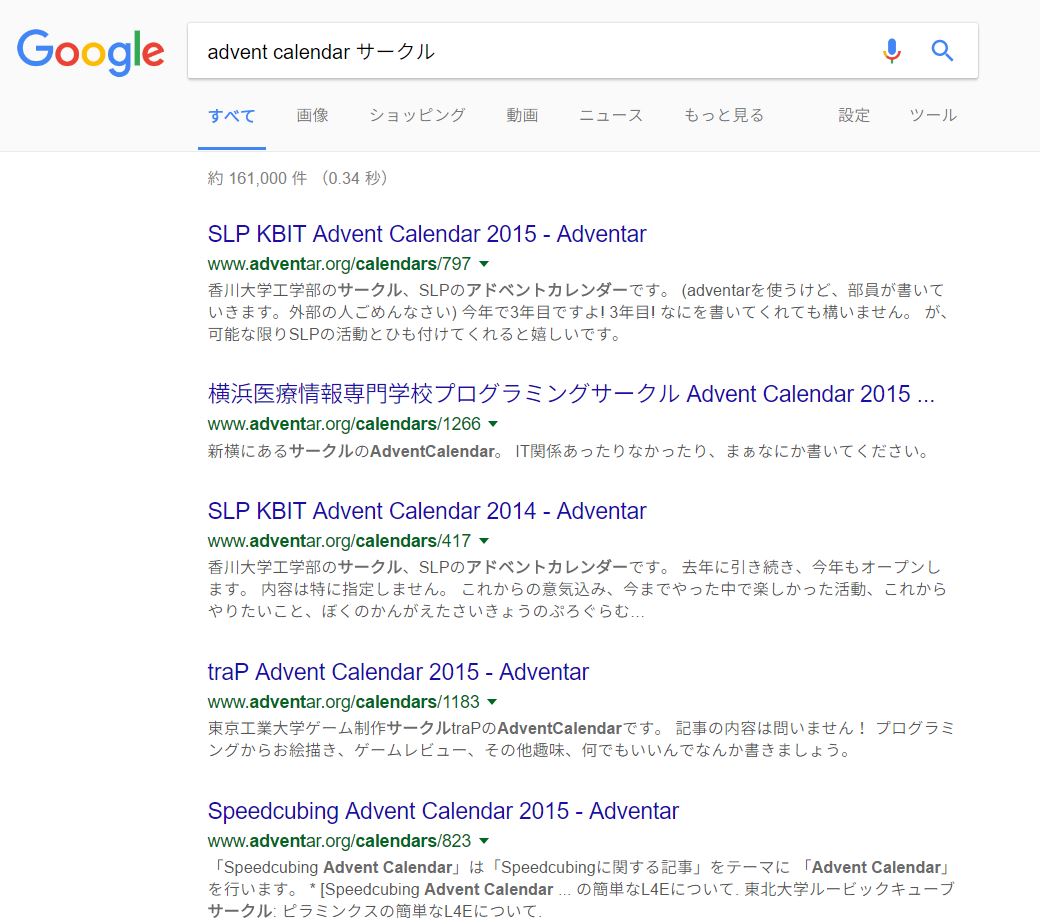 Google
advent calendar サークル
すべて 画像 ショッピング 動画 ニュース もっと見る 設定 ツール
約 161,000 件 （0.34 秒）
SLP KBIT Advent Calendar 2015 - Adventar
www.adventar.org/calendars/797
香川大学工学部のサークル、SLPのアドベントカレンダーです。 (adventarを使うけど、部員が書いて
いきます。外部の人ごめんなさい) 今年で3年目ですよ! 3年目! なにを書いてくれても構いません。 が、
可能な限りSLPの活動とひも付けてくれると嬉しいです。
横浜医療情報専門学校プログラミングサークル Advent Calendar 2015 ...
www.adventar.org/calendars/1266
新横にあるサークルのAdventCalendar。 IT関係あったりなかったり、まぁなにか書いてください。
SLP KBIT Advent Calendar 2014 - Adventar
www.adventar.org/calendars/417
香川大学工学部のサークル、SLPのアドベントカレンダーです。 去年に引き続き、今年もオープンし
ます。 内容は特に指定しません。 これからの意気込み、今までやった中で楽しかった活動、これから
やりたいこと、ぼくのかんがえたさいきょうのぷろぐらむ...
traP Advent Calendar 2015 - Adventar
www.adventar.org/calendars/1183
東京工業大学ゲーム制作サークルtraPのAdventCalendarです。 記事の内容は問いません！ プログラミ
ングからお絵描き、ゲームレビュー、その他趣味、何でもいいんでなんか書きましょう。
Speedcubing Advent Calendar 2015 - Adventar
www.adventar.org/calendars/823
「Speedcubing Advent Calendar」は「Speedcubingに関する記事」をテーマに 「Advent Calendar」
を行います。 * [Speedcubing Advent Calendar ... の簡単なL4Eについて. 東北大学ルービックキューブ
サークル: ピラミンクスの簡単なL4Eについて.